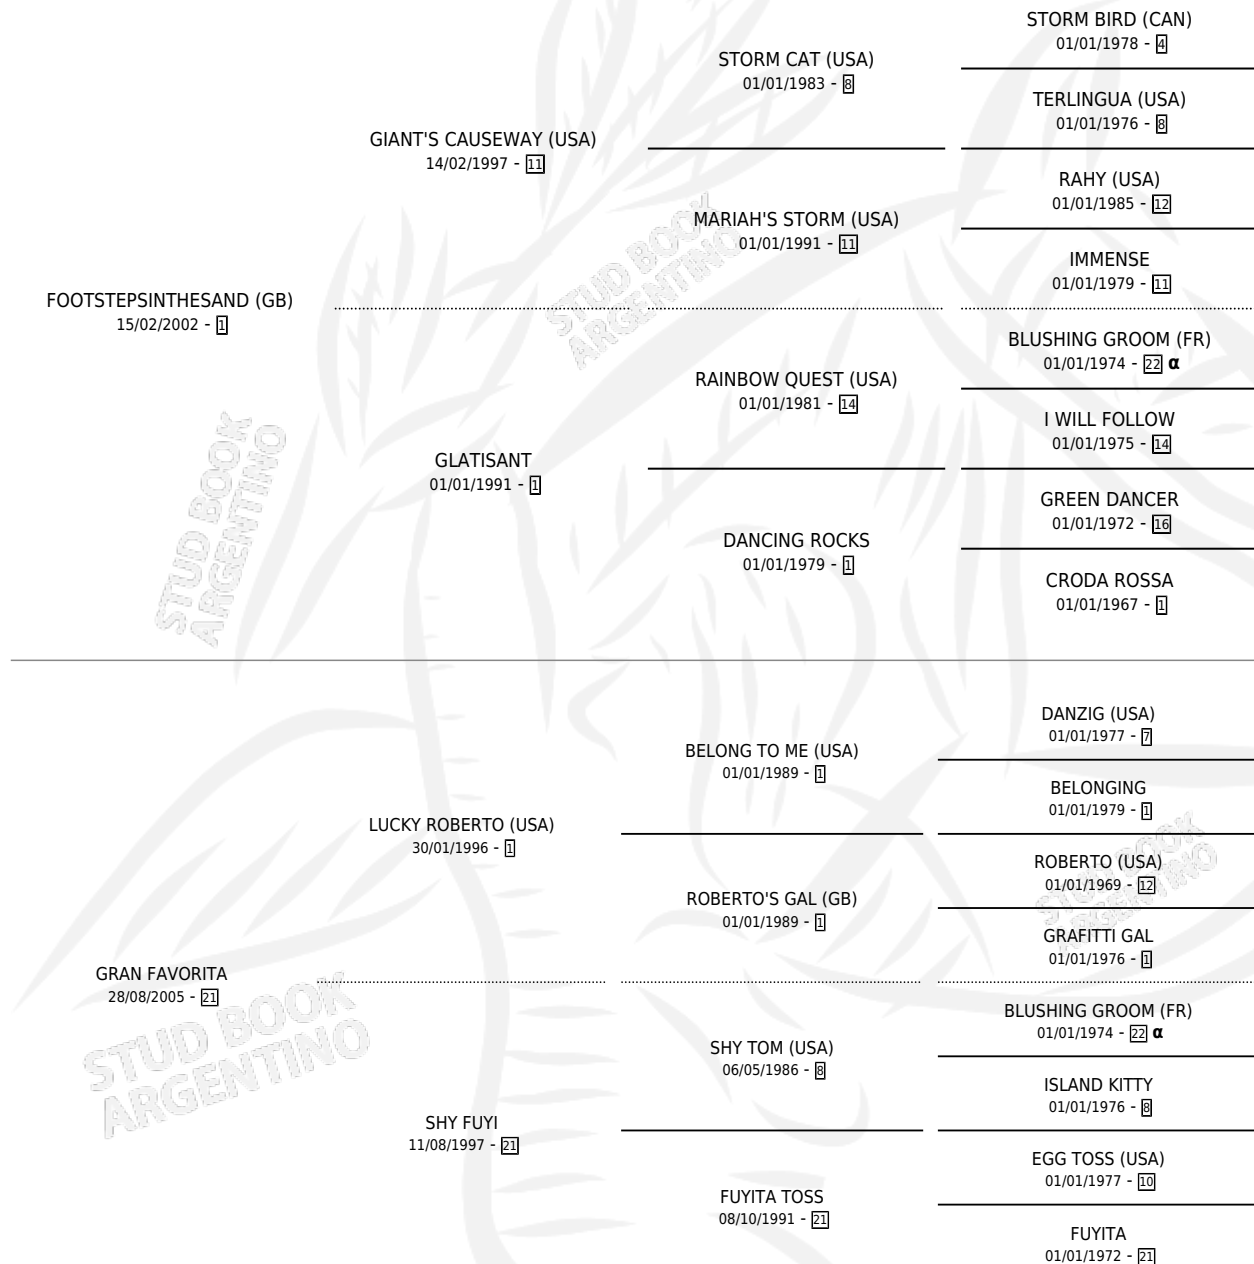 STORM BIRD (CAN)
01/01/1978 - 4
STORM CAT (USA)
01/01/1983 - 8
TERLINGUA (USA)
01/01/1976 - 8
GIANT'S CAUSEWAY (USA)
14/02/1997 - 11
RAHY (USA)
01/01/1985 - 12
MARIAH'S STORM (USA)
01/01/1991 - 11
IMMENSE
01/01/1979 - 11
FOOTSTEPSINTHESAND (GB)
15/02/2002 - 1
BLUSHING GROOM (FR)
01/01/1974 - 22 α
RAINBOW QUEST (USA)
01/01/1981 - 14
I WILL FOLLOW
01/01/1975 - 14
GLATISANT
01/01/1991 - 1
GREEN DANCER
01/01/1972 - 16
DANCING ROCKS
01/01/1979 - 1
CRODA ROSSA
01/01/1967 - 1
STUD BOOK
ARGENTINO
STUD BOOK
ARGENTINO
DANZIG (USA)
01/01/1977 - 7
BELONG TO ME (USA)
01/01/1989 - 1
BELONGING
01/01/1979 - 1
LUCKY ROBERTO (USA)
30/01/1996 - 1
ROBERTO (USA)
01/01/1969 - 12
ROBERTO'S GAL (GB)
01/01/1989 - 1
GRAFITTI GAL
01/01/1976 - 1
STUD BOOK
ARGENTINO
GRAN FAVORITA
28/08/2005 - 21
BLUSHING GROOM (FR)
01/01/1974 - 22 α
SHY TOM (USA)
06/05/1986 - 8
ISLAND KITTY
01/01/1976 - 8
SHY FUYI
11/08/1997 - 21
EGG TOSS (USA)
01/01/1977 - 10
FUYITA TOSS
08/10/1991 - 21
FUYITA
01/01/1972 - 21
STUD BOOK
ARGENTINO